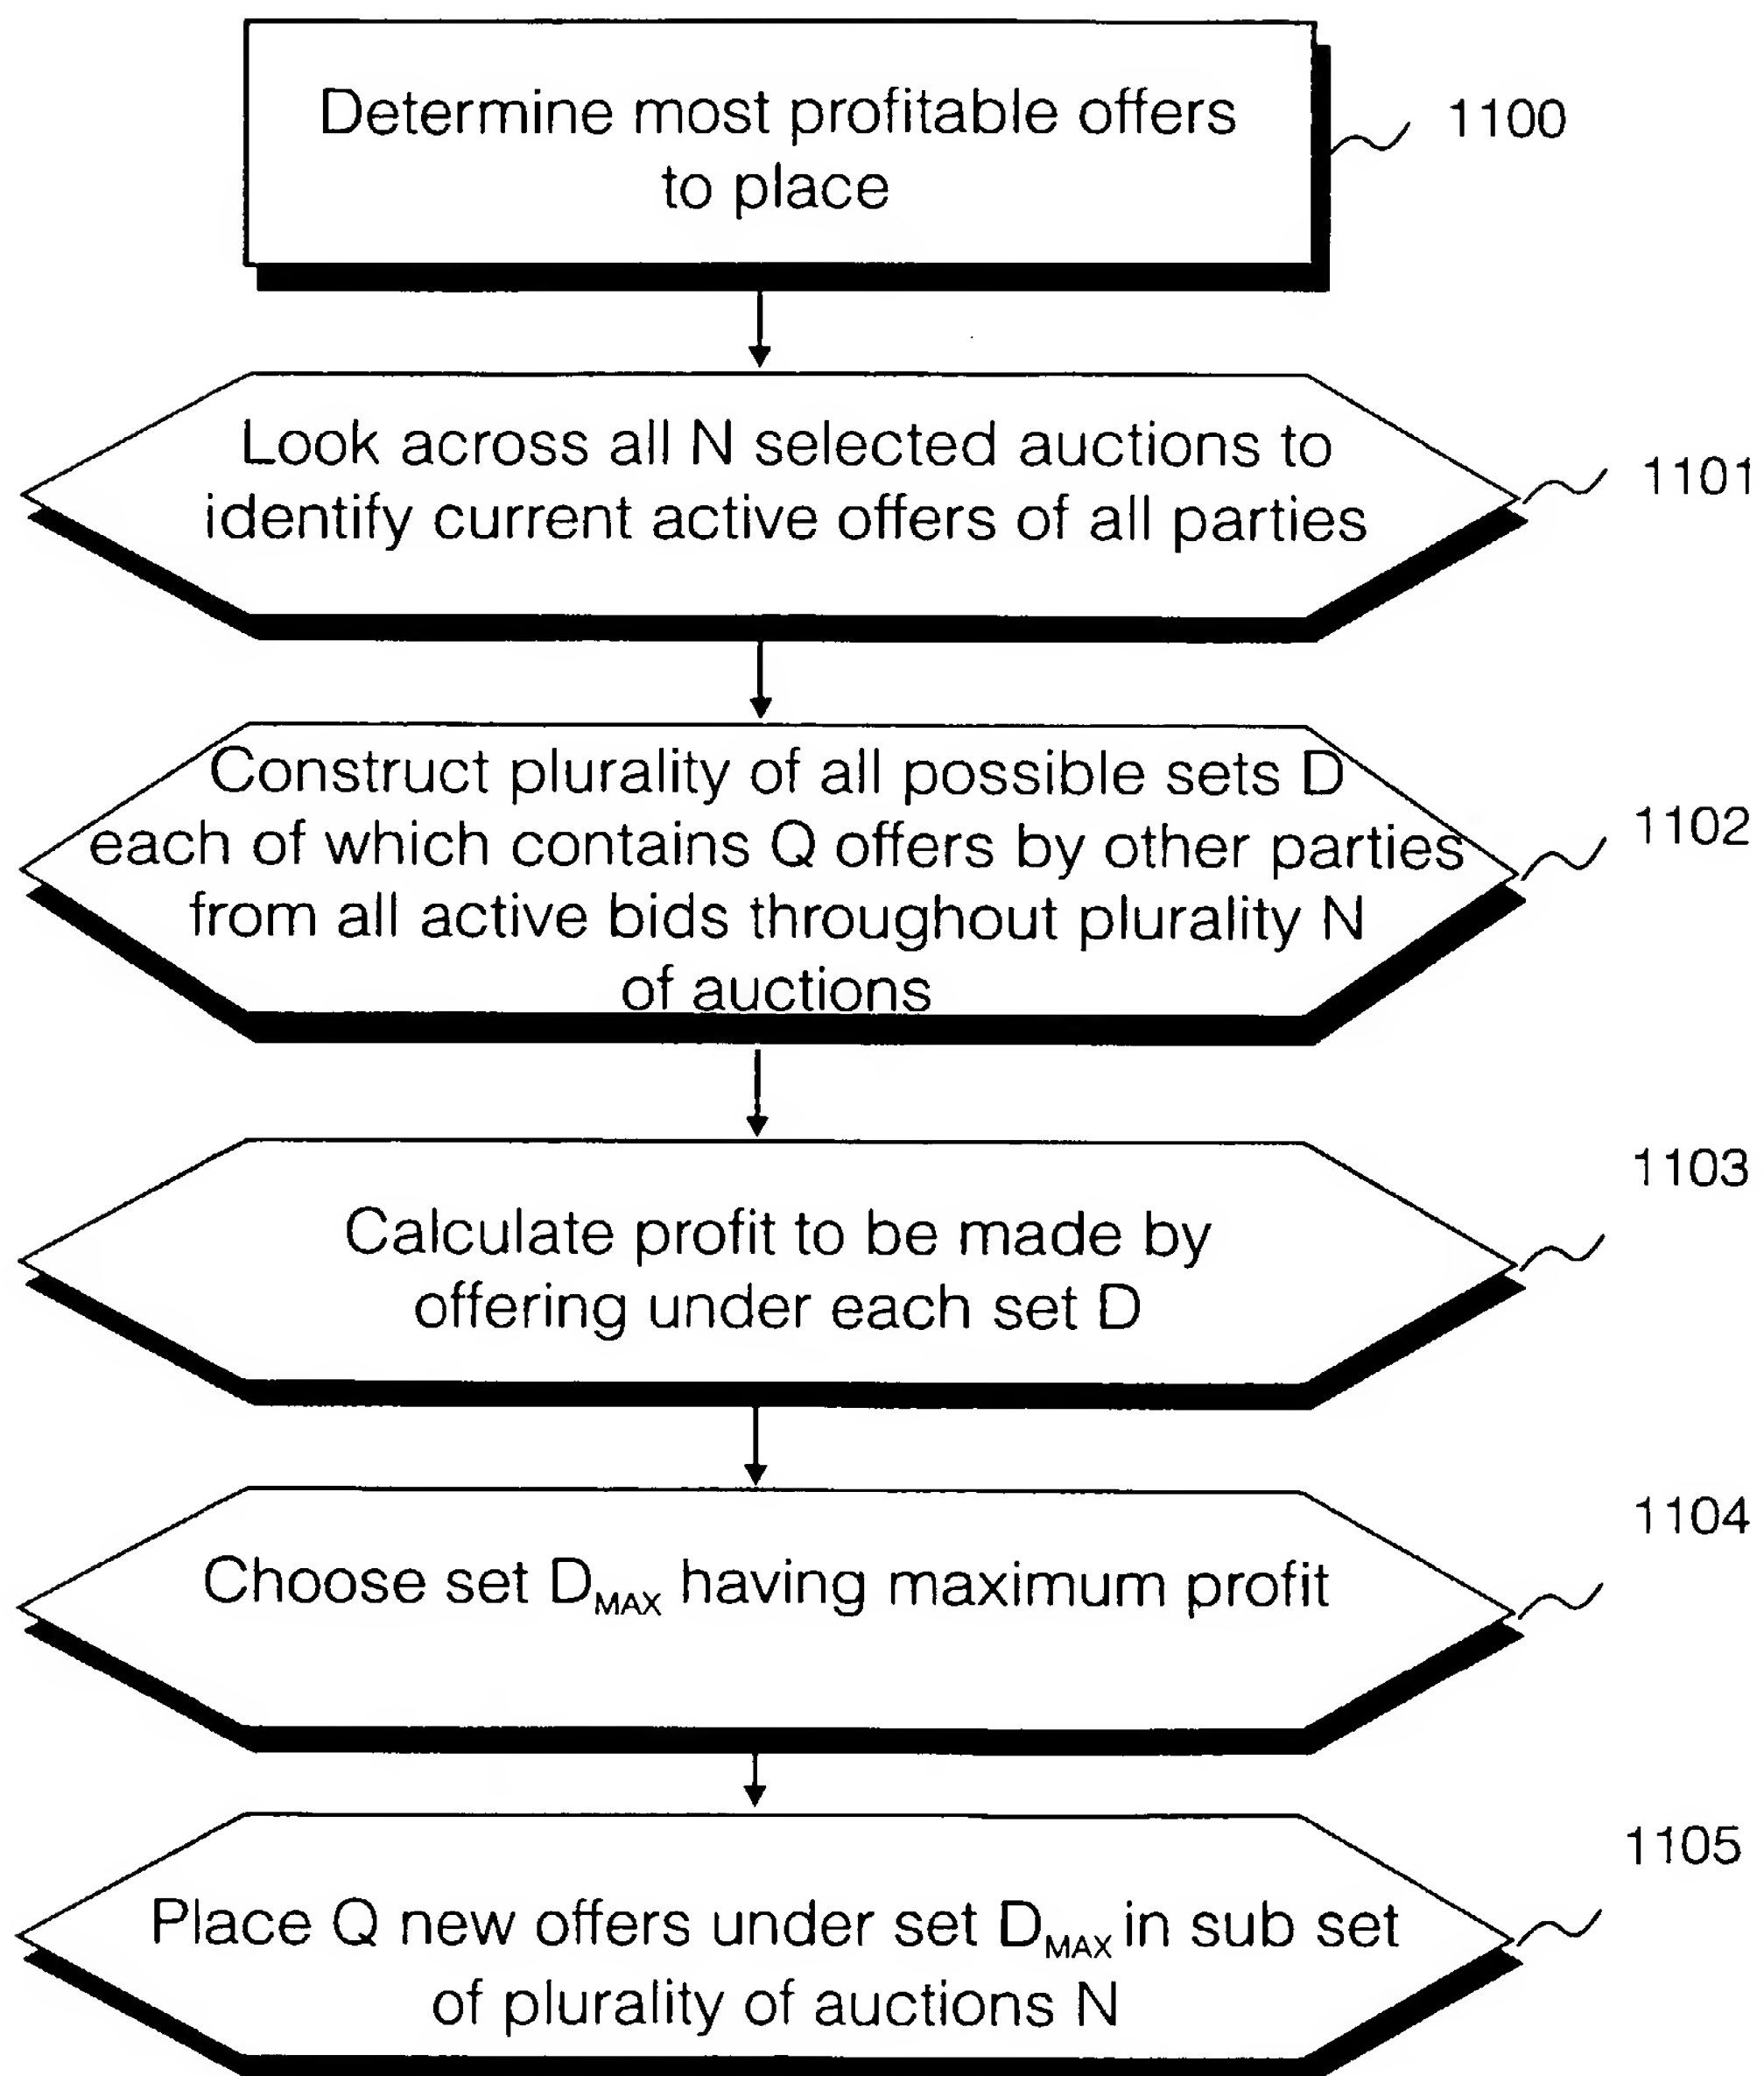 Determine most profitable offers
to place
1100
Look across all N selected auctions to
identify current active offers of all parties
1101
Construct plurality of all possible sets D
each of which contains Q offers by other parties
from all active bids throughout plurality N
of auctions
1102
Calculate profit to be made by
offering under each set D
1103
Choose set D_MAX having maximum profit
1104
Place Q new offers under set D_MAX in sub set
of plurality of auctions N
1105